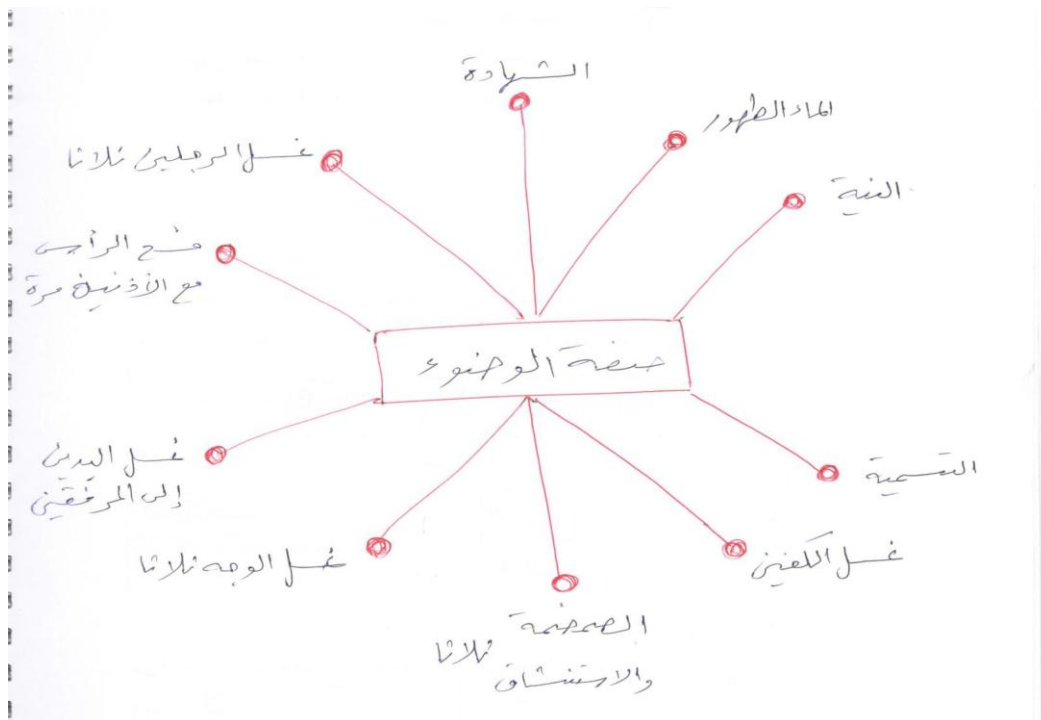 الشهادة
الماء الطهور
النية
غسل الرجلين ثلاثا
مسح الرأس
مع الأذنين مرة
صفة الوضوء
غسل اليدين
إلى المرفقين
التسمية
غسل الكفين
غسل الوجه ثلاثا
المضمضة
ثلاثا
والاستنشاق